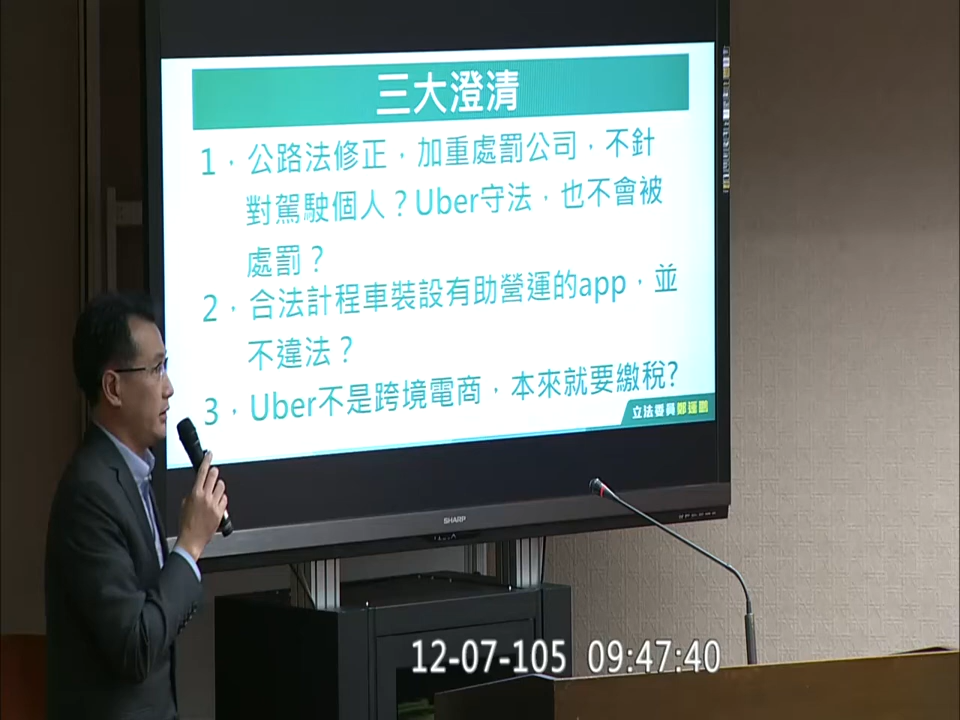 三大澄清
1，公路法修正，加重處罰公司，不針
對駕駛個人？Uber守法，也不會被
處罰？
2，合法計程車裝設有助營運的app，並
不違法？
3，Uber不是跨境電商，本來就要繳稅?
立法委員鄭運鵬
SHARP
12-07-105 09:47:40